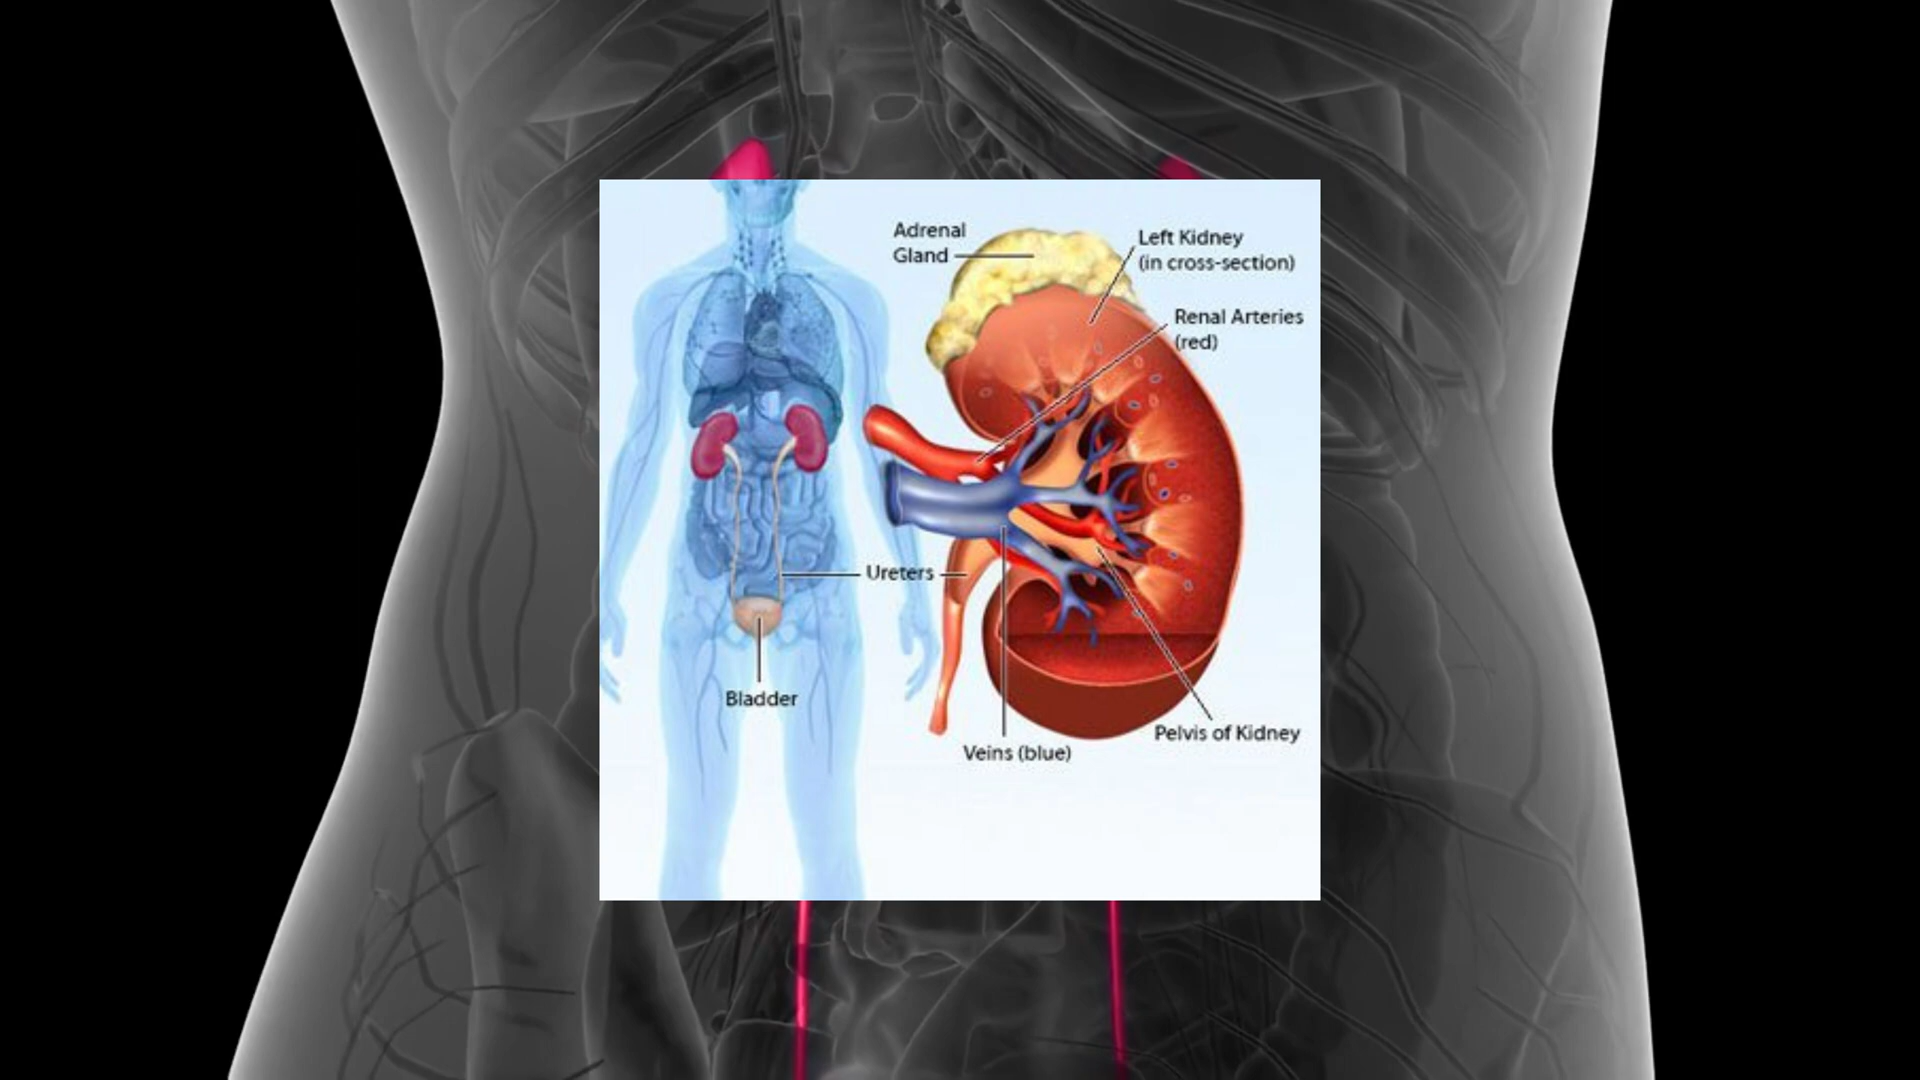 Adrenal
Gland
Left Kidney
(in cross-section)
Renal Arteries
(red)
Ureters
Bladder
Veins (blue)
Pelvis of Kidney